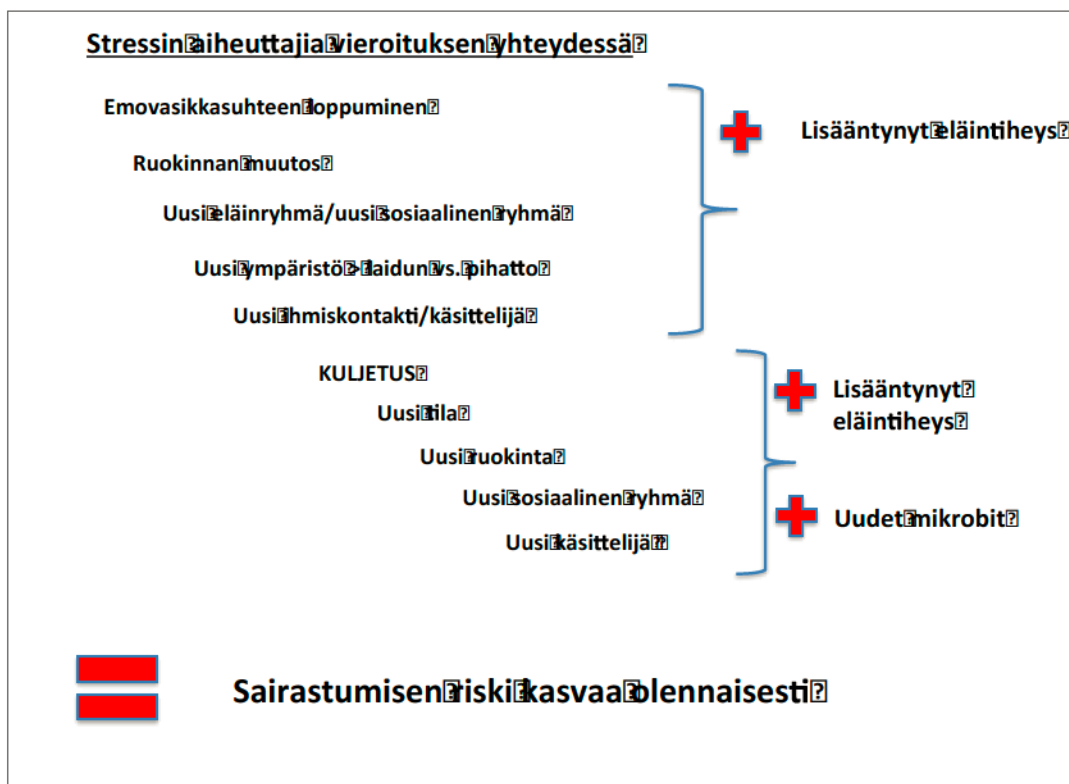 Stressin aiheuttajia vieroituksen yhteydessä
Emovasikkasuhteen loppuminen
Ruokinnan muutos
Uusi eläinryhmä/uusi sosiaalinen ryhmä
Uusi ympäristö > laidun vs. pihatto
Uusi ihmiskontakti/käsittelijä
Lisääntynyt eläintiheys
KULJETUS
Uusi tila
Uusi ruokinta
Uusi sosiaalinen ryhmä
Uusi käsittelijä
Lisääntynyt
eläintiheys
Uudet mikrobit
Sairastumisen riski kasvaa olennaisesti